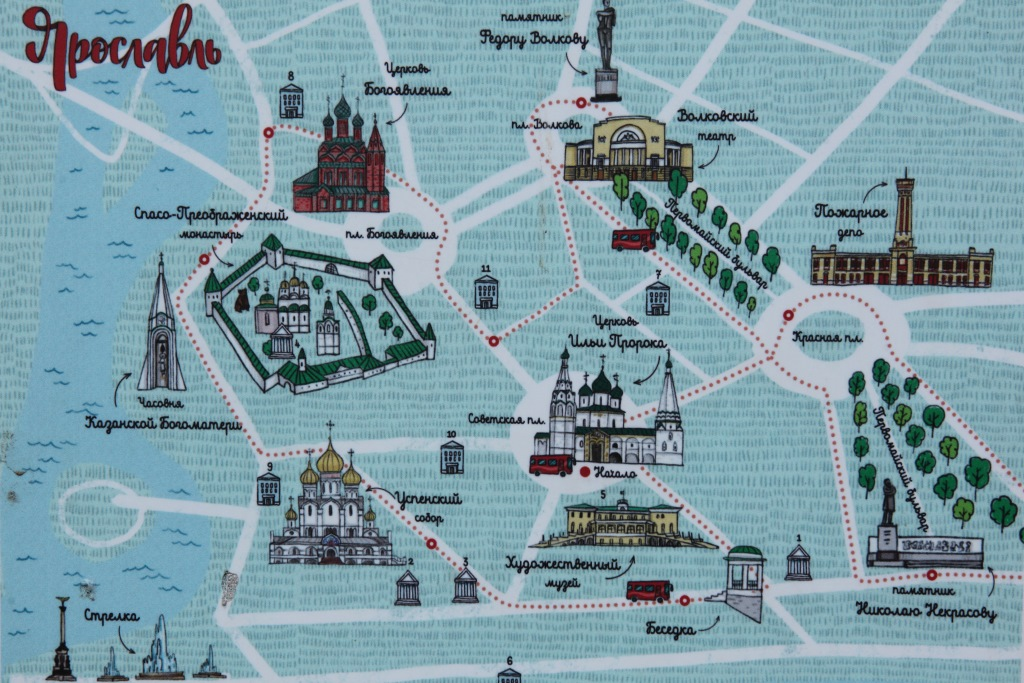 Ярославль
памятник
Федору Волкову
8
Церковь
Богоявления
пл. Волкова
Волковский
театр
Спасо-Преображенский
монастырь
пл. Богоявления
Первомайский бульвар
Пожарное
депо
11
7
Церковь
Ильи Пророка
Красная пл.
Часовня
Казанской Богоматери
Советская пл.
4
10
9
Начало
Первомайский бульвар
Успенский
собор
5
Художественный
музей
2
3
1
Беседка
памятник
Николаю Некрасову
Стрелка
6